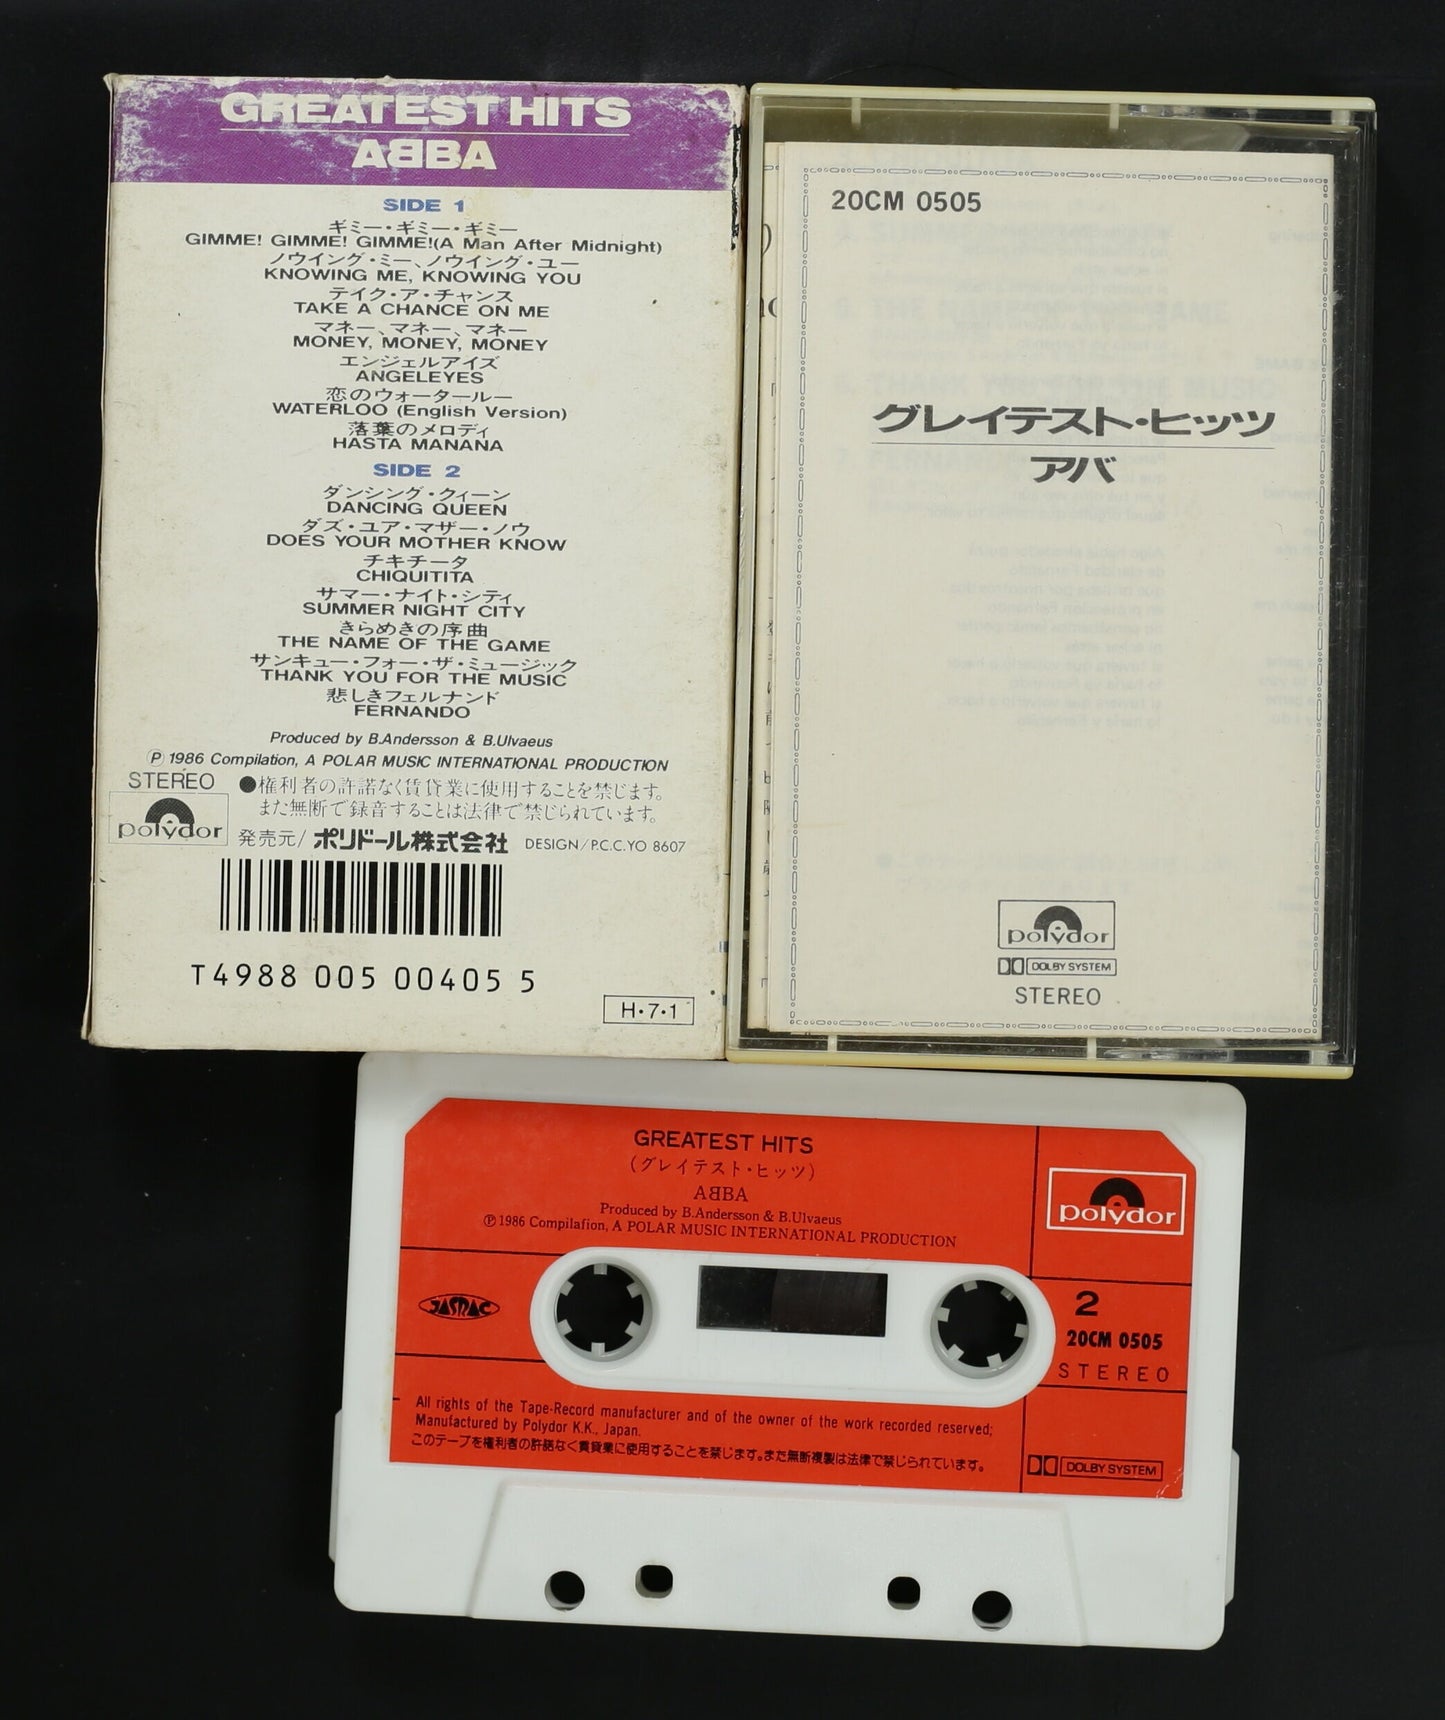 GREATEST HITS
ABBA
SIDE 1
ギミー・ギミー・ギミー
GIMME! GIMME! GIMME!(A Man After Midnight)
ノウイング・ミー、ノウイング・ユー
KNOWING ME, KNOWING YOU
テイク・ア・チャンス
TAKE A CHANCE ON ME
マネー、マネー、マネー
MONEY, MONEY, MONEY
エンジェルアイズ
ANGELEYES
恋のウォータールー
WATERLOO (English Version)
落葉のメロディ
HASTA MANANA
SIDE 2
ダンシング・クィーン
DANCING QUEEN
ダズ・ユア・マザー・ノウ
DOES YOUR MOTHER KNOW
チキチータ
CHIQUITITA
サマー・ナイト・シティ
SUMMER NIGHT CITY
きらめきの序曲
THE NAME OF THE GAME
サンキュー・フォー・ザ・ミュージック
THANK YOU FOR THE MUSIC
悲しきフェルナンド
FERNANDO
Produced by B.Andersson & B.Ulvaeus
Ⓟ 1986 Compilation, A POLAR MUSIC INTERNATIONAL PRODUCTION
STEREO
●権利者の許諾なく賃貸業に使用することを禁じます。
また無断で録音することは法律で禁じられています。
polydor
発売元/ポリドール株式会社 DESIGN/P.C.C.YO 8607
T4988 005 00405 5
H・7・1
20CM 0505
グレイテスト・ヒッツ
アバ
polydor
DOLBY SYSTEM
STEREO
GREATEST HITS
(グレイテスト・ヒッツ)
ABBA
Produced by B.Andersson & B.Ulvaeus
Ⓟ 1986 Compilafion, A POLAR MUSIC INTERNATIONAL PRODUCTION
polydor
JASRAC
2
20CM 0505
STEREO
All rights of the Tape-Record manufacturer and of the owner of the work recorded reserved;
Manufactured by Polydor K.K., Japan.
このテープを権利者の許諾なく賃貸業に使用することを禁じます。また無断複製は法律で禁じられています。
DOLBY SYSTEM